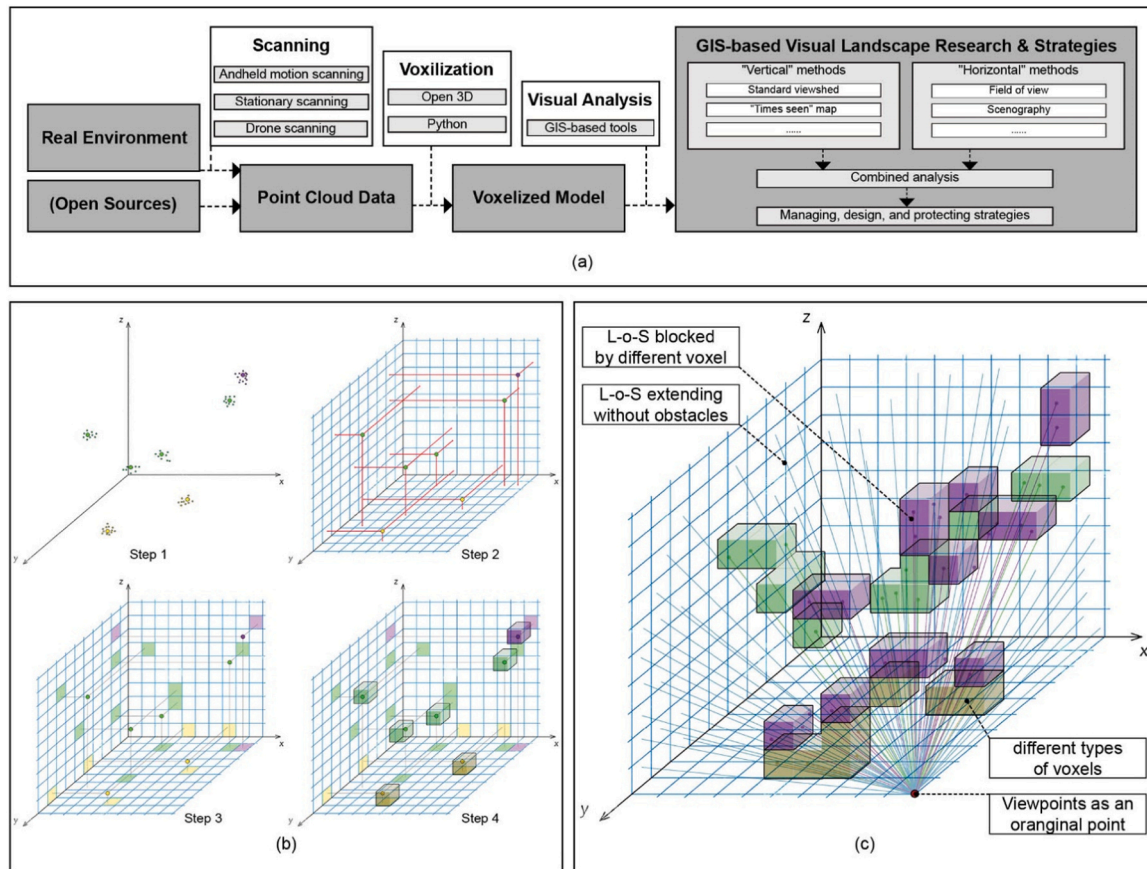 Scanning
Andheld motion scanning
Stationary scanning
Drone scanning
Voxilization
Open 3D
Python
Visual Analysis
GIS-based tools
GIS-based Visual Landscape Research & Strategies
"Vertical" methods
Standard viewshed
"Times seen" map
......
"Horizontal" methods
Field of view
Scenography
......
Combined analysis
Managing, design, and protecting strategies
Real Environment
(Open Sources)
Point Cloud Data
Voxelized Model
(a)
z
x
y
Step 1
z
x
y
Step 2
z
x
y
Step 3
z
x
y
Step 4
(b)
z
L-o-S blocked
by different voxel
L-o-S extending
without obstacles
x
y
different types
of voxels
Viewpoints as an
oranginal point
(c)